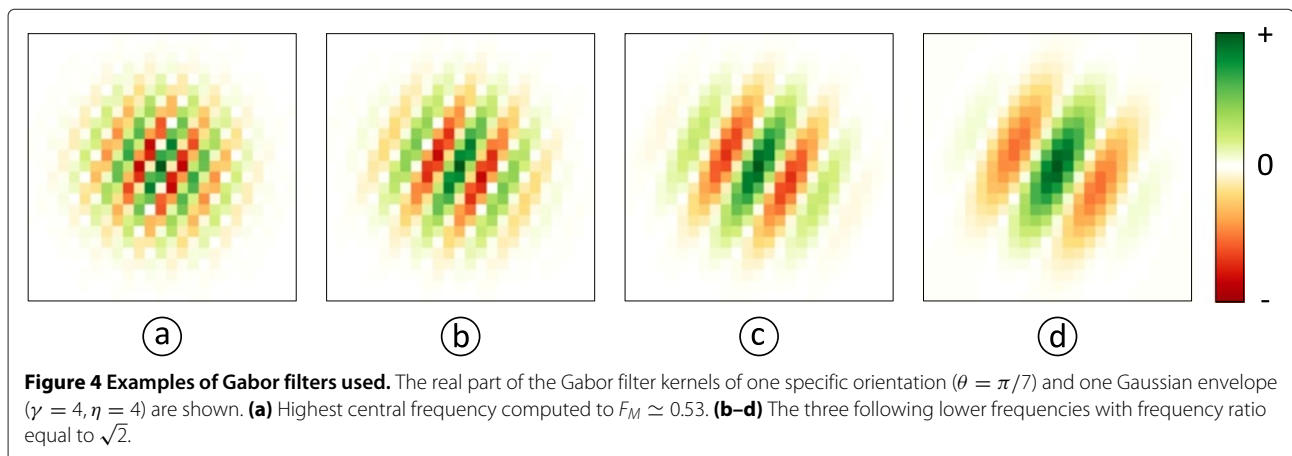 +
0
-
a b c d
Figure 4 Examples of Gabor filters used. The real part of the Gabor filter kernels of one specific orientation (θ = π/7) and one Gaussian envelope
(γ = 4, η = 4) are shown. (a) Highest central frequency computed to F_M ≃ 0.53. (b–d) The three following lower frequencies with frequency ratio
equal to √2.